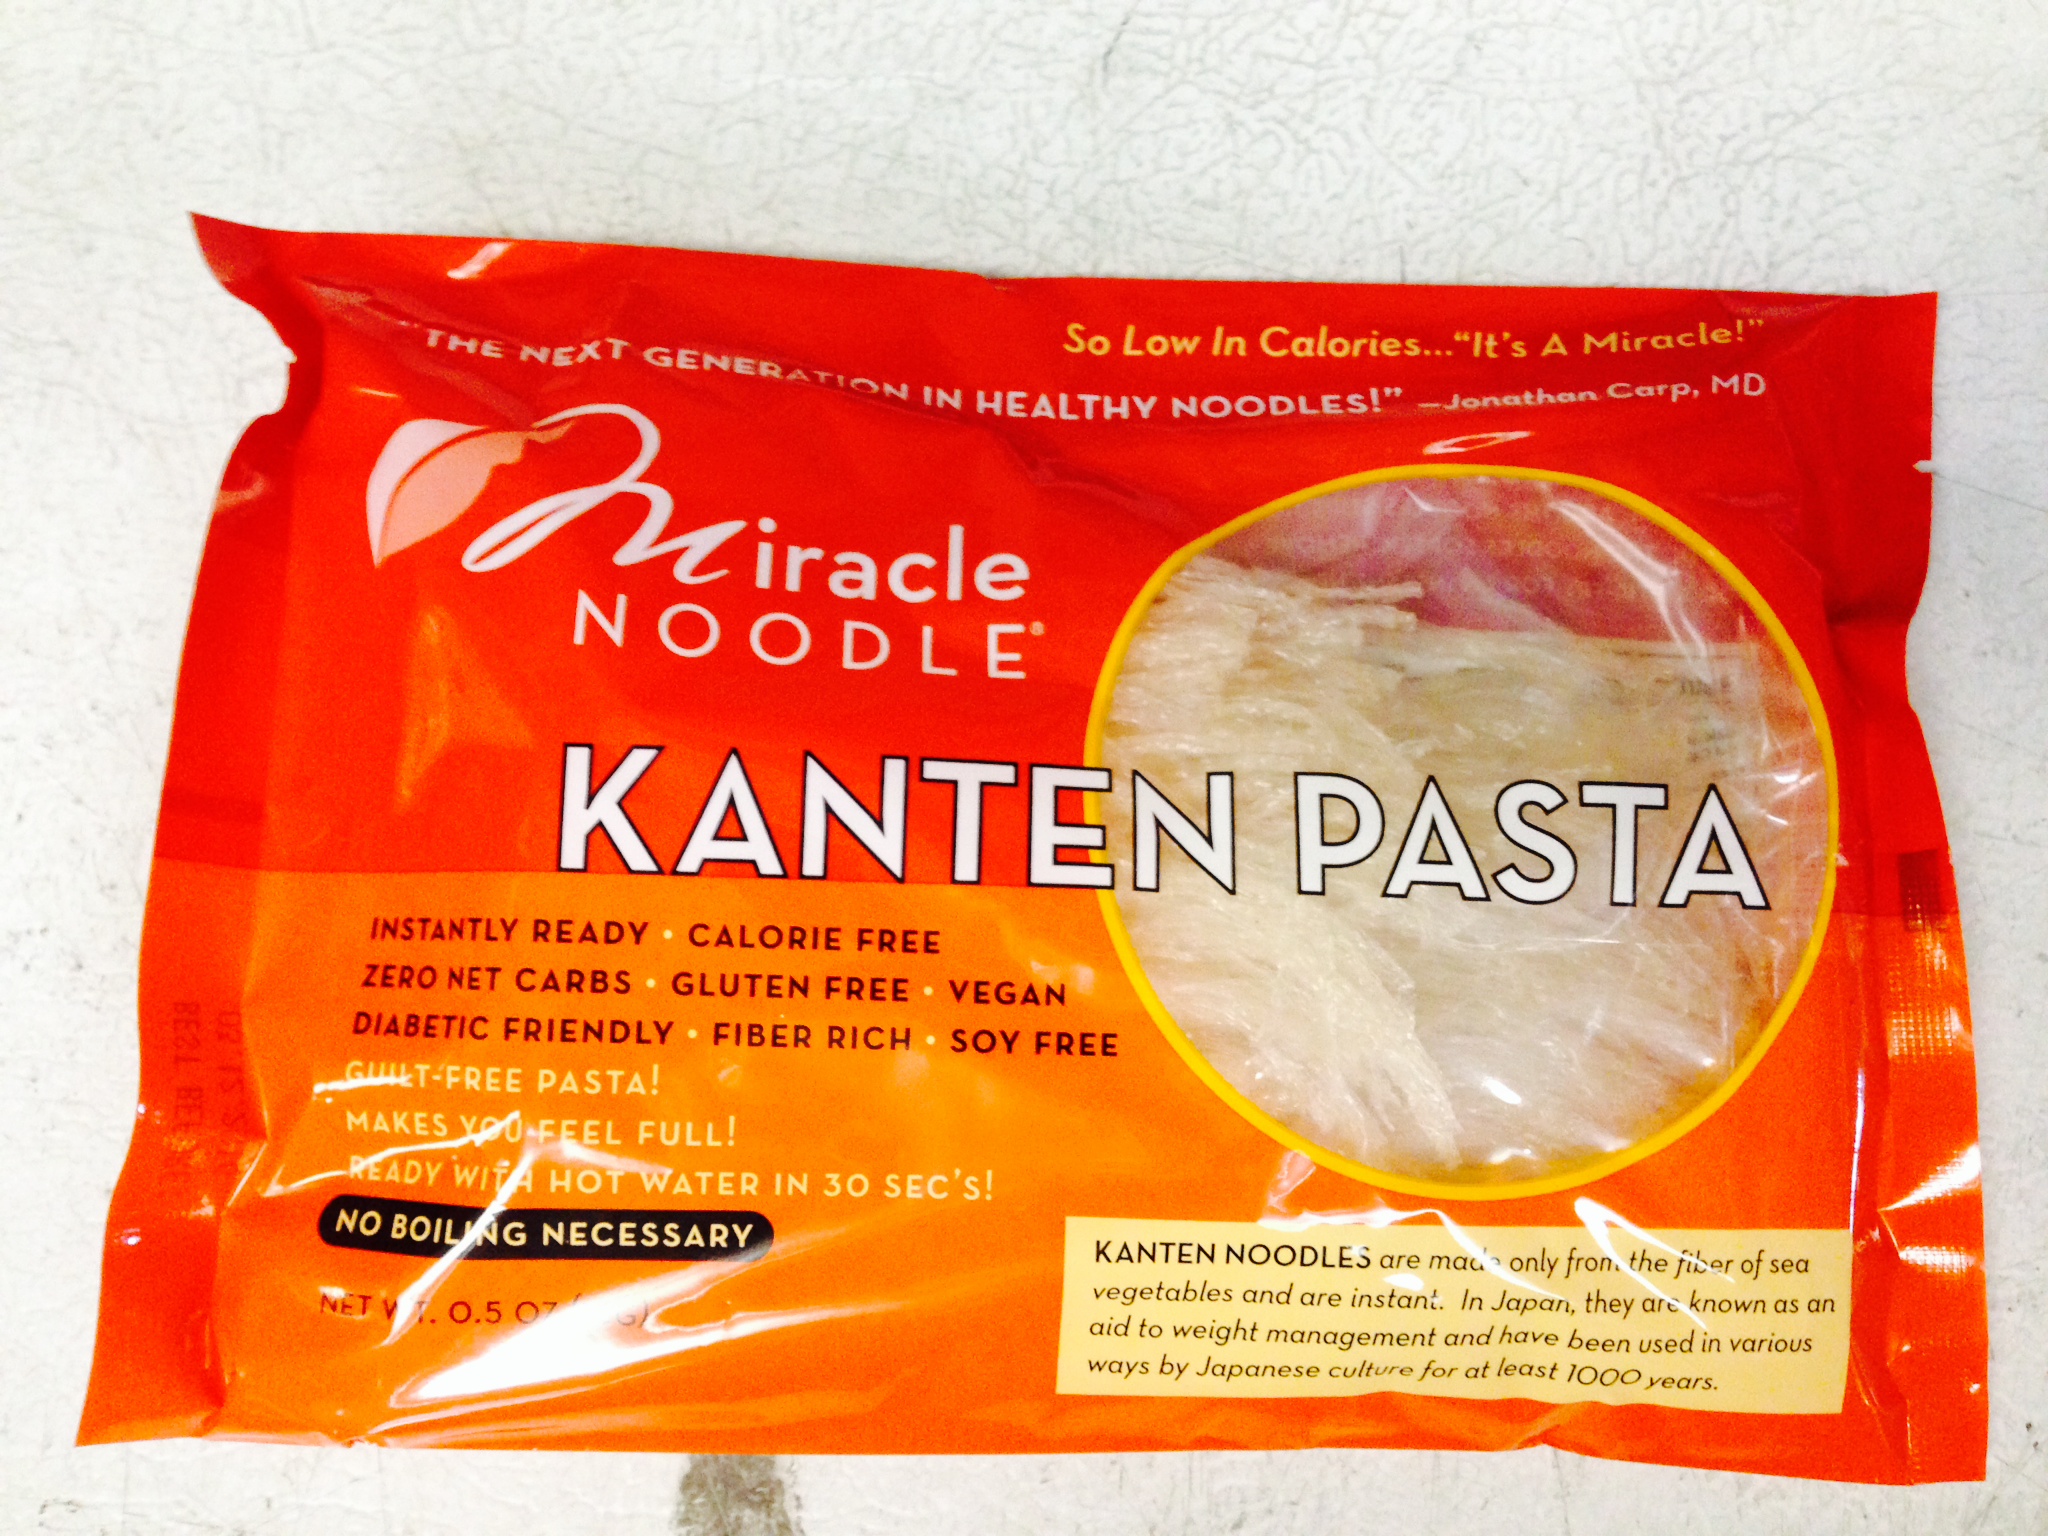 So Low In Calories..."It's A Miracle!"
"THE NEXT GENERATION IN HEALTHY NOODLES!" –Jonathan Carp, MD
Miracle
NOODLE®
KANTEN PASTA
INSTANTLY READY • CALORIE FREE
ZERO NET CARBS • GLUTEN FREE • VEGAN
DIABETIC FRIENDLY • FIBER RICH • SOY FREE
GUILT-FREE PASTA!
MAKES YOU FEEL FULL!
READY WITH HOT WATER IN 30 SEC'S!
NO BOILING NECESSARY
NET WT. 0.5 OZ
KANTEN NOODLES are made only from the fiber of sea
vegetables and are instant. In Japan, they are known as an
aid to weight management and have been used in various
ways by Japanese culture for at least 1000 years.
BEST